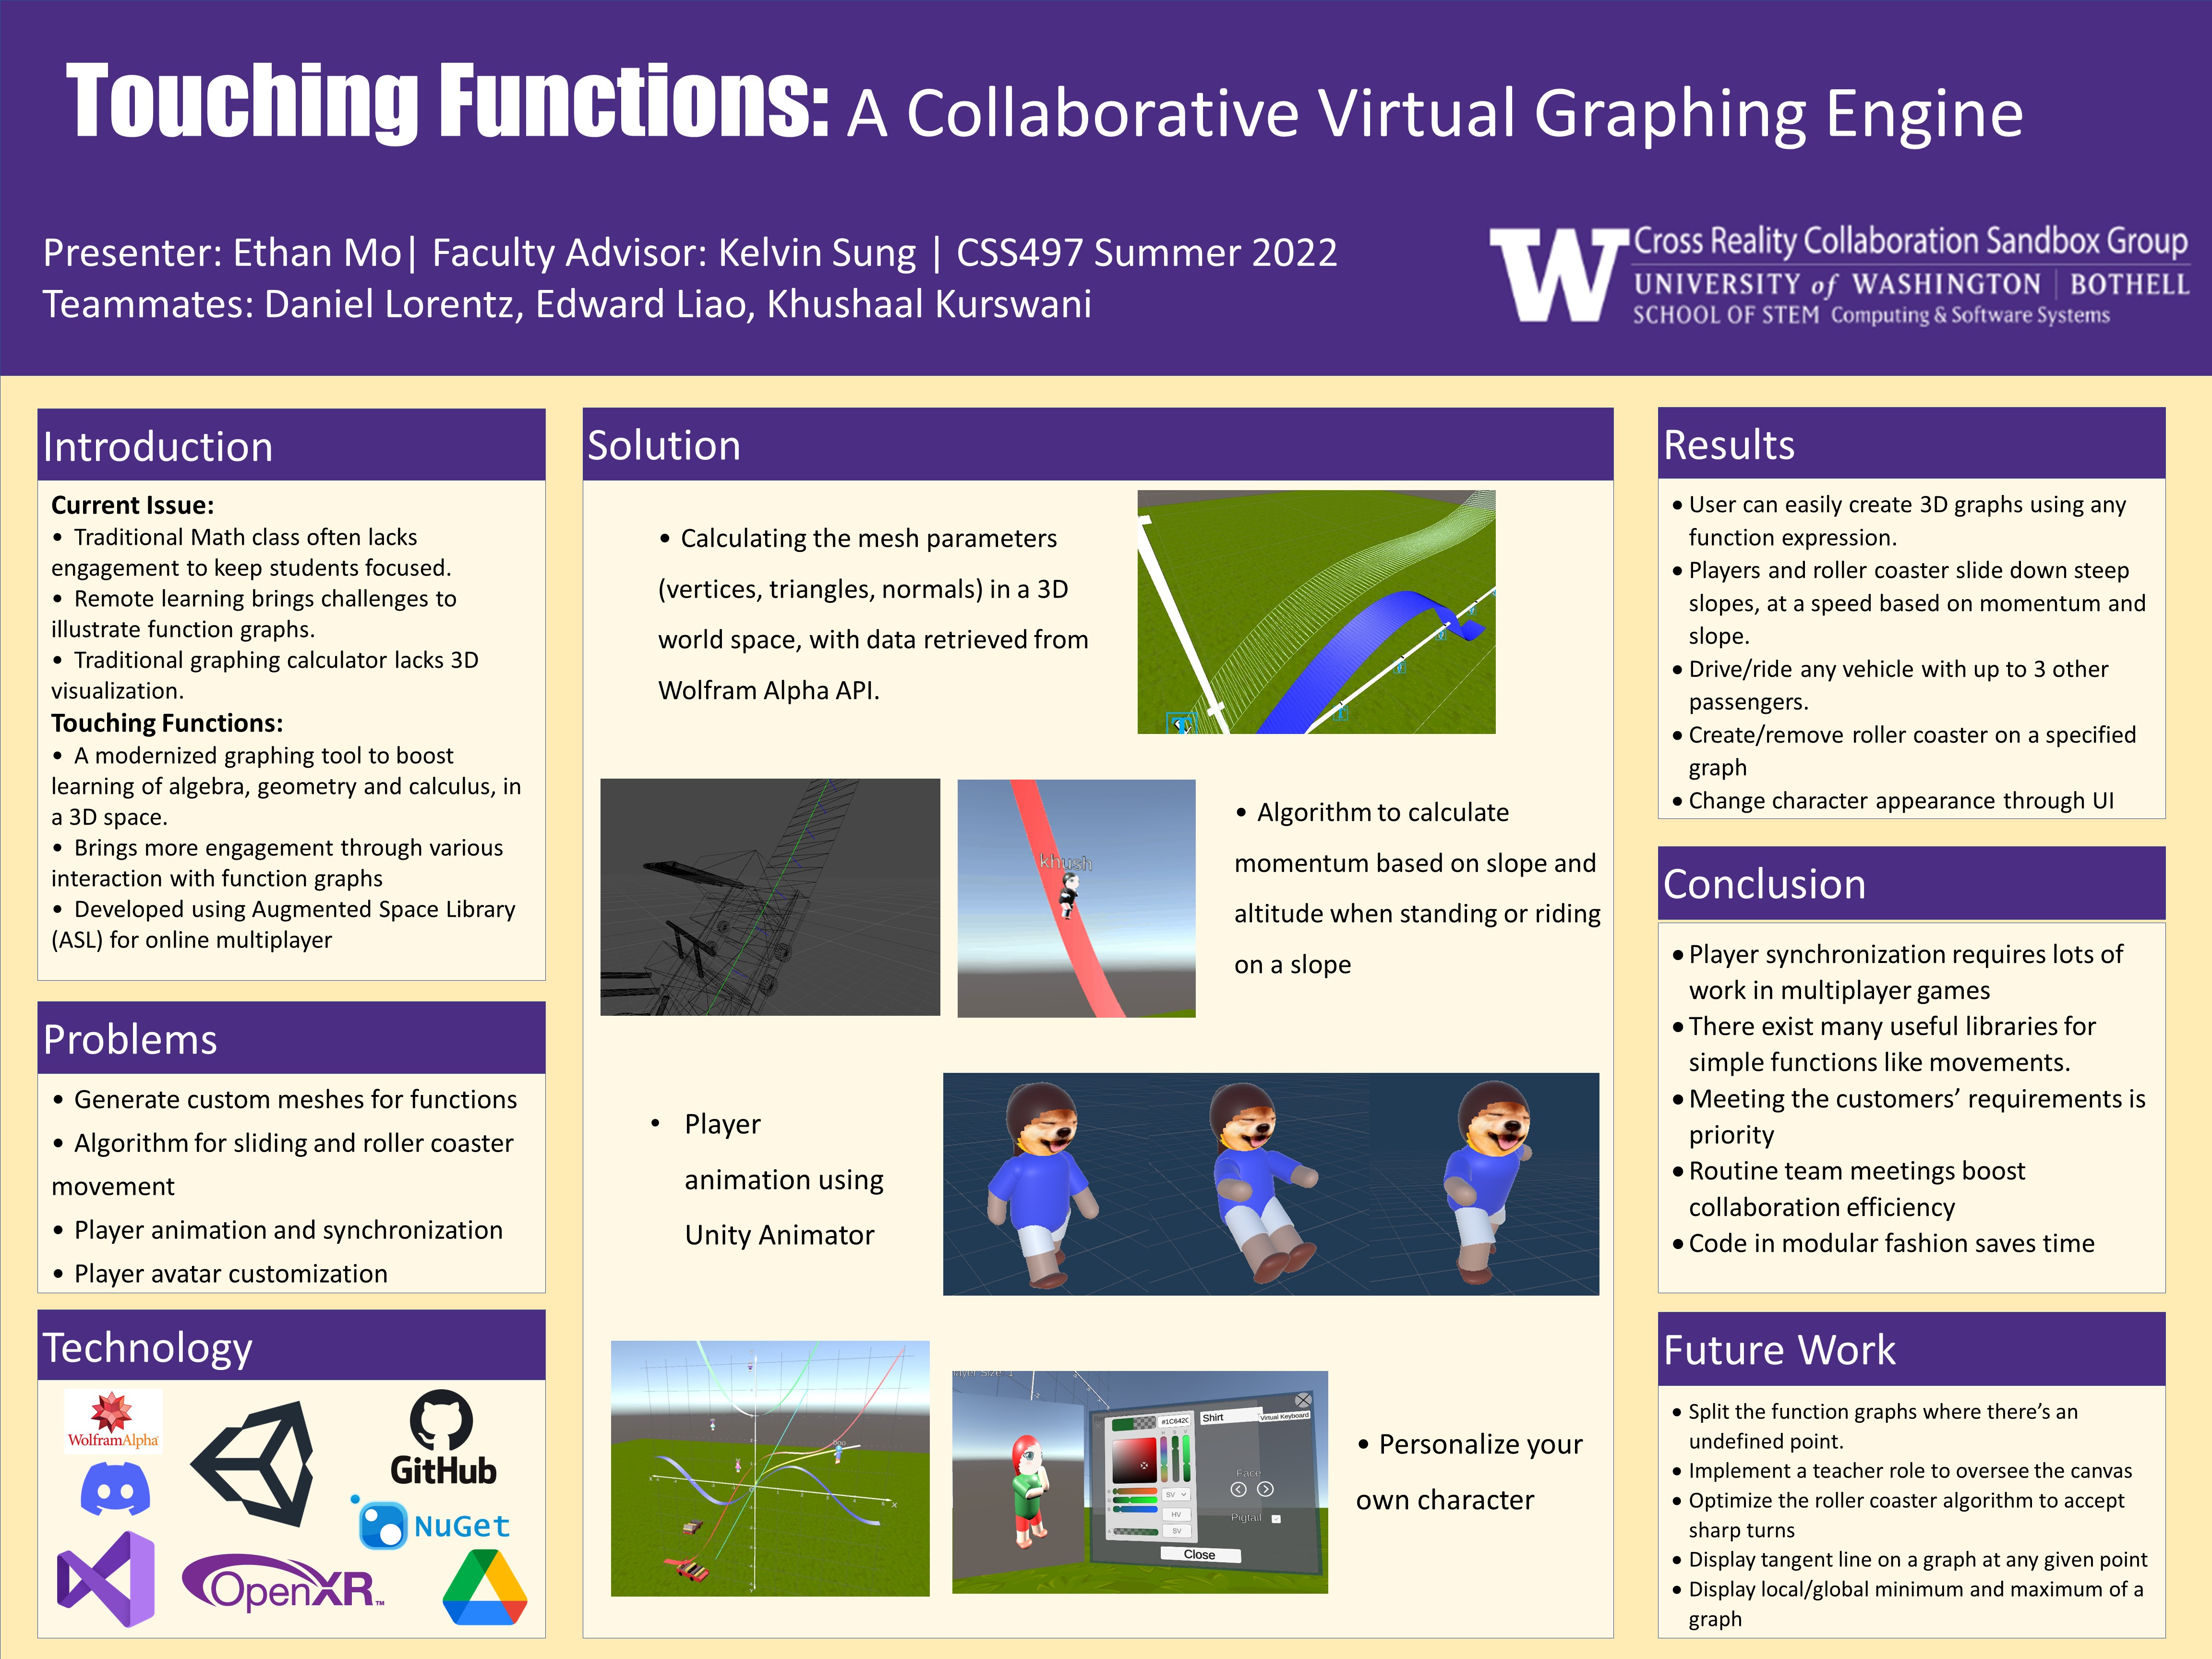 Touching Functions: A Collaborative Virtual Graphing Engine
Presenter: Ethan Mo| Faculty Advisor: Kelvin Sung | CSS497 Summer 2022
Teammates: Daniel Lorentz, Edward Liao, Khushaal Kurswani
W
Cross Reality Collaboration Sandbox Group
UNIVERSITY of WASHINGTON | BOTHELL
SCHOOL OF STEM Computing & Software Systems
Introduction
Current Issue:
• Traditional Math class often lacks
engagement to keep students focused.
• Remote learning brings challenges to
illustrate function graphs.
• Traditional graphing calculator lacks 3D
visualization.
Touching Functions:
• A modernized graphing tool to boost
learning of algebra, geometry and calculus, in
a 3D space.
• Brings more engagement through various
interaction with function graphs
• Developed using Augmented Space Library
(ASL) for online multiplayer
Problems
• Generate custom meshes for functions
• Algorithm for sliding and roller coaster
movement
• Player animation and synchronization
• Player avatar customization
Technology
WolframAlpha
GitHub
NuGet
OpenXR™
Solution
• Calculating the mesh parameters
(vertices, triangles, normals) in a 3D
world space, with data retrieved from
Wolfram Alpha API.
khush
• Algorithm to calculate
momentum based on slope and
altitude when standing or riding
on a slope
• Player
animation using
Unity Animator
#1C642C
Shirt
Virtual Keyboard
Face
SV
HV
Pigtail
SV
Close
• Personalize your
own character
Results
• User can easily create 3D graphs using any
function expression.
• Players and roller coaster slide down steep
slopes, at a speed based on momentum and
slope.
• Drive/ride any vehicle with up to 3 other
passengers.
• Create/remove roller coaster on a specified
graph
• Change character appearance through UI
Conclusion
• Player synchronization requires lots of
work in multiplayer games
• There exist many useful libraries for
simple functions like movements.
• Meeting the customers’ requirements is
priority
• Routine team meetings boost
collaboration efficiency
• Code in modular fashion saves time
Future Work
• Split the function graphs where there’s an
undefined point.
• Implement a teacher role to oversee the canvas
• Optimize the roller coaster algorithm to accept
sharp turns
• Display tangent line on a graph at any given point
• Display local/global minimum and maximum of a
graph